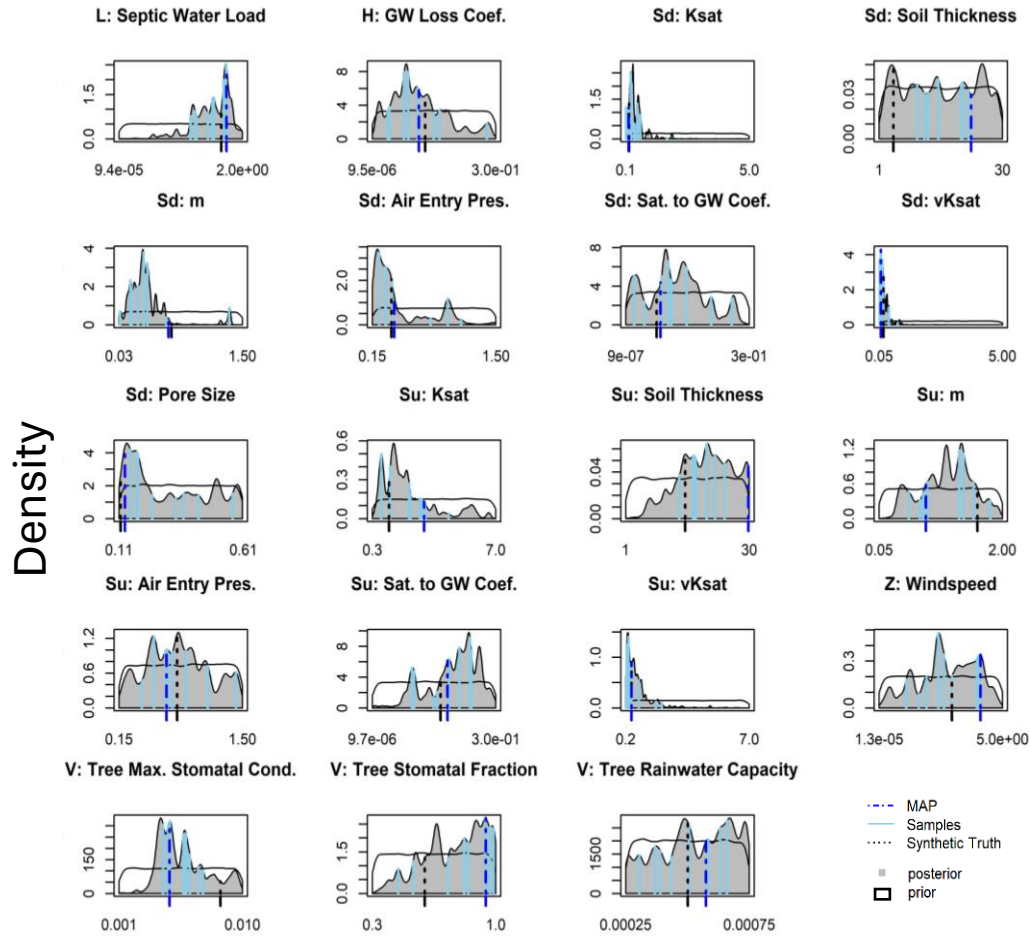 L: Septic Water Load H: GW Loss Coef. Sd: Ksat Sd: Soil Thickness
0.0 1.5 0 4 8 0.0 1.5 0.00 0.03
9.4e-05 2.0e+00 9.5e-06 3.0e-01 0.1 5.0 1 30
Sd: m Sd: Air Entry Pres. Sd: Sat. to GW Coef. Sd: vKsat
0 2 4 0.0 2.0 0 4 8 0 2 4
0.03 1.50 0.15 1.50 9e-07 3e-01 0.05 5.00
Density
Sd: Pore Size Su: Ksat Su: Soil Thickness Su: m
0 2 4 0.0 0.3 0.6 0.00 0.04 0.0 0.6 1.2
0.11 0.61 0.3 7.0 1 30 0.05 2.00
Su: Air Entry Pres. Su: Sat. to GW Coef. Su: vKsat Z: Windspeed
0.0 0.6 1.2 0 4 8 0.0 1.0 0.0 0.3
0.15 1.50 9.7e-06 3.0e-01 0.2 7.0 1.3e-05 5.0e+00
V: Tree Max. Stomatal Cond. V: Tree Stomatal Fraction V: Tree Rainwater Capacity
0 150 0.0 1.5 0 1500
0.001 0.010 0.3 1.0 0.00025 0.00075
MAP
Samples
Synthetic Truth
posterior
prior